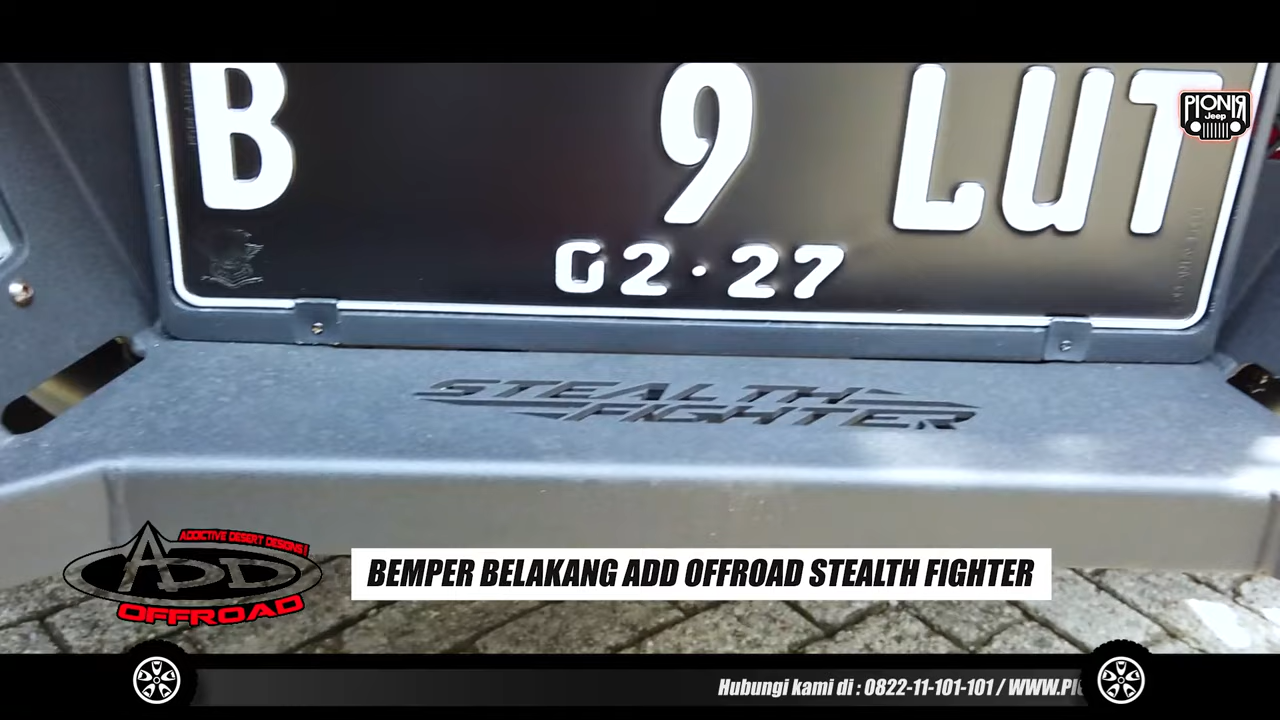 B 9 LUT
02·27
PIONIR
Jeep
STEALTH
FIGHTER
ADDICTIVE DESERT DESIGNS!
ADD
OFFROAD
BEMPER BELAKANG ADD OFFROAD STEALTH FIGHTER
Hubungi kami di : 0822-11-101-101 / WWW.PI